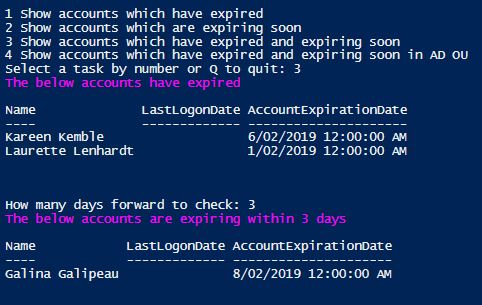 1 Show accounts which have expired
2 Show accounts which are expiring soon
3 Show accounts which have expired and expiring soon
4 Show accounts which have expired and expiring soon in AD OU
Select a task by number or Q to quit: 3
The below accounts have expired
Name LastLogonDate AccountExpirationDate
---- ------------- ---------------------
Kareen Kemble 6/02/2019 12:00:00 AM
Laurette Lenhardt 1/02/2019 12:00:00 AM
How many days forward to check: 3
The below accounts are expiring within 3 days
Name LastLogonDate AccountExpirationDate
---- ------------- ---------------------
Galina Galipeau 8/02/2019 12:00:00 AM